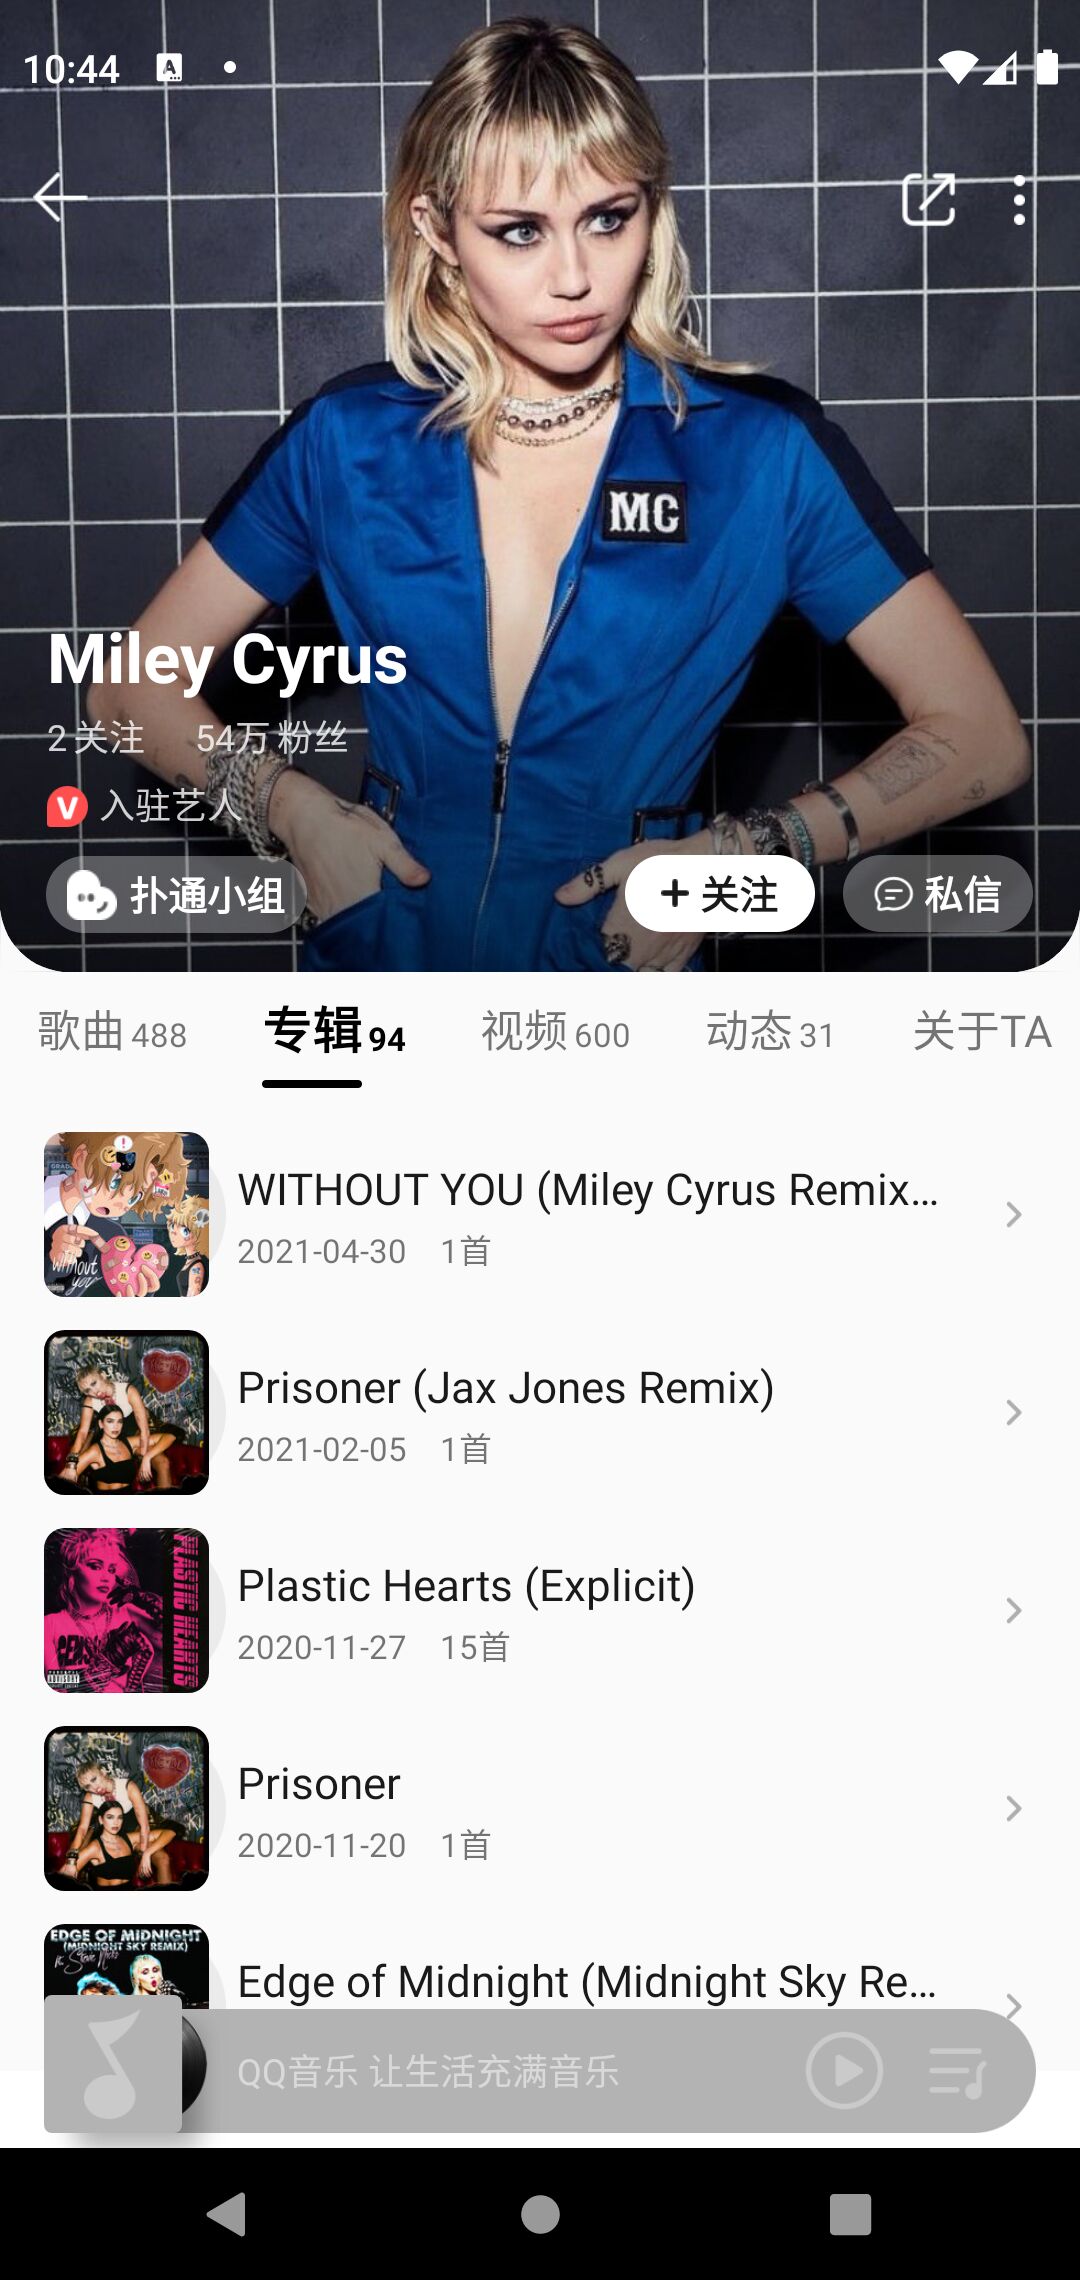 10:44
MC
Miley Cyrus
2 关注 54万 粉丝
入驻艺人
扑通小组
+ 关注
私信
歌曲 488 专辑 94 视频 600 动态 31 关于TA
without you
WITHOUT YOU (Miley Cyrus Remix...
2021-04-30 1首
Prisoner (Jax Jones Remix)
2021-02-05 1首
PLASTIC HEARTS
Plastic Hearts (Explicit)
2020-11-27 15首
Prisoner
2020-11-20 1首
EDGE OF MIDNIGHT
(MIDNIGHT SKY REMIX)
Edge of Midnight (Midnight Sky Re...
QQ音乐 让生活充满音乐